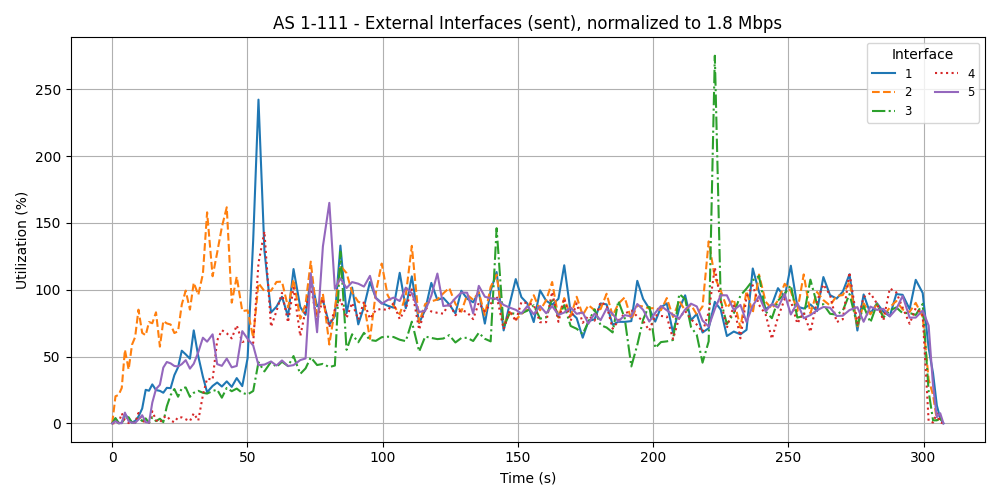 AS 1-111 - External Interfaces (sent), normalized to 1.8 Mbps
Utilization (%)
250
200
150
100
50
0
0 50 100 150 200 250 300
Time (s)
Interface
1 4
2 5
3